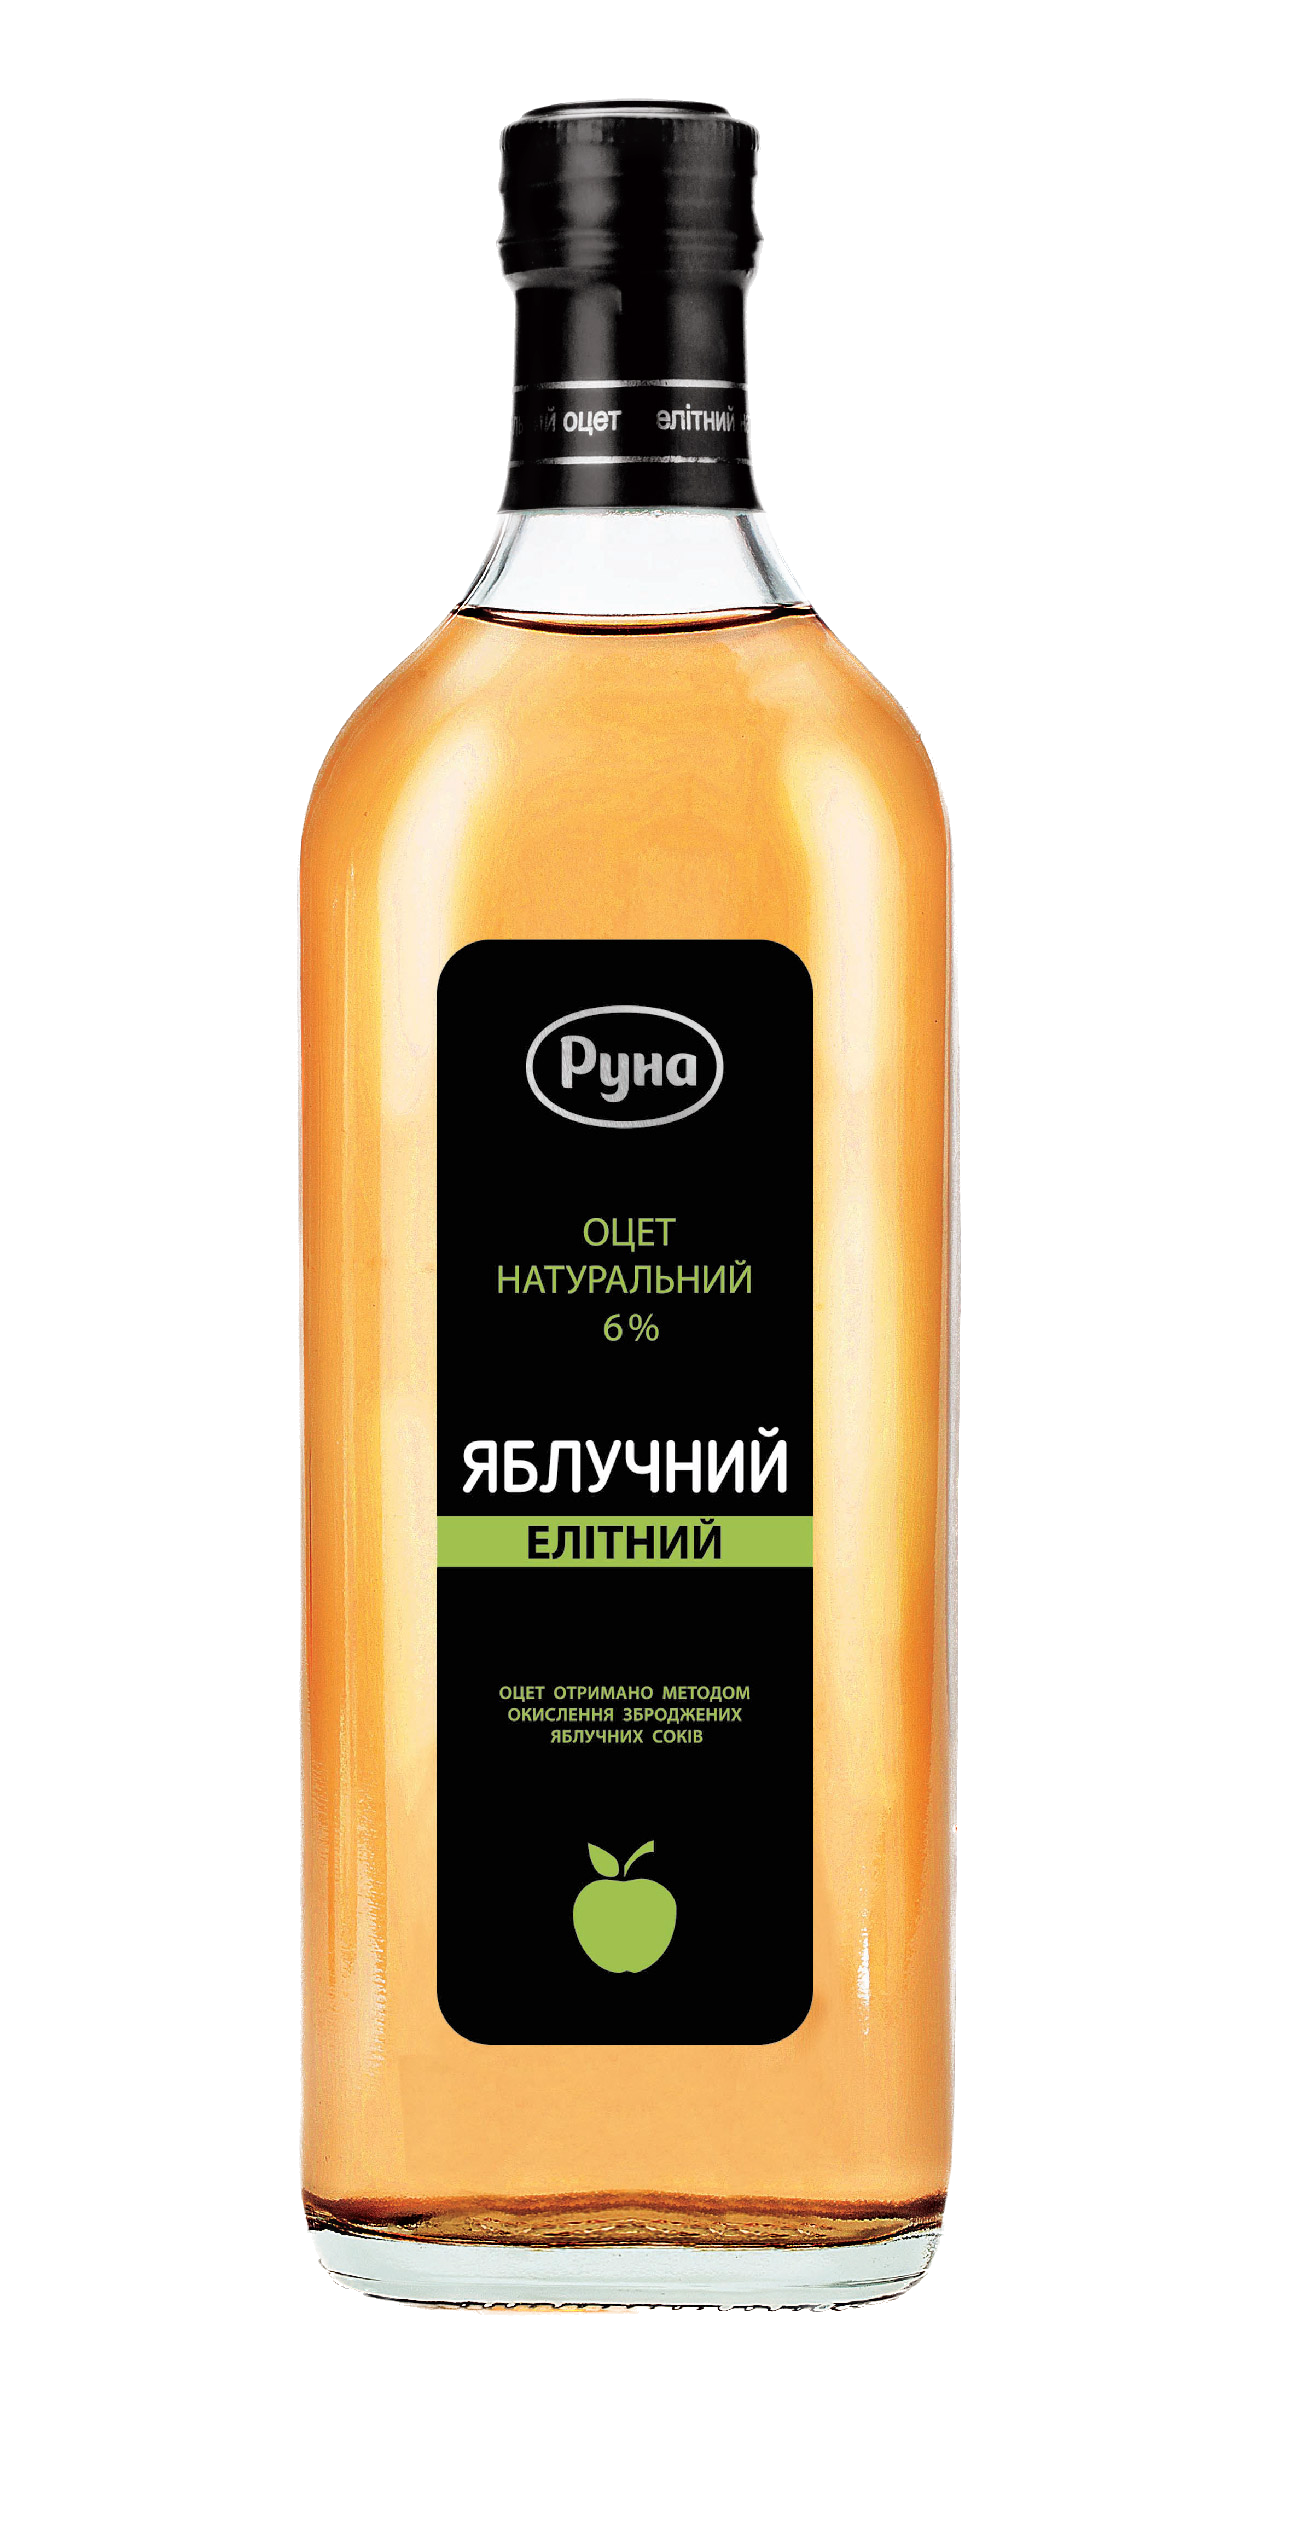 оцет елітний
Руна
ОЦЕТ
НАТУРАЛЬНИЙ
6%
ЯБЛУЧНИЙ
ЕЛІТНИЙ
ОЦЕТ ОТРИМАНО МЕТОДОМ
ОКИСЛЕННЯ ЗБРОДЖЕНИХ
ЯБЛУЧНИХ СОКІВ